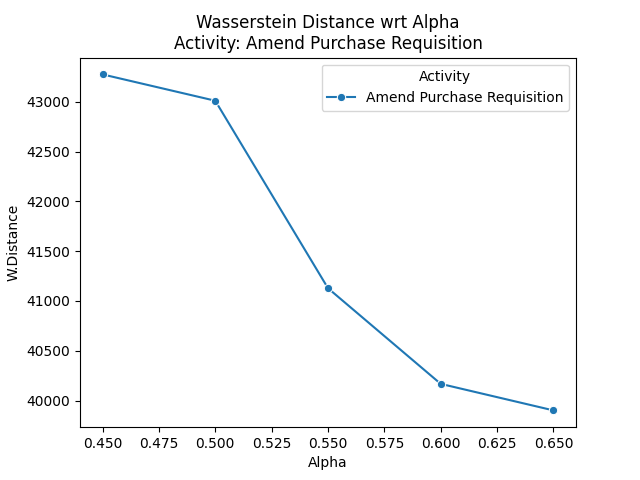 Wasserstein Distance wrt Alpha
Activity: Amend Purchase Requisition
Activity
Amend Purchase Requisition
W.Distance
43000
42500
42000
41500
41000
40500
40000
0.450 0.475 0.500 0.525 0.550 0.575 0.600 0.625 0.650
Alpha